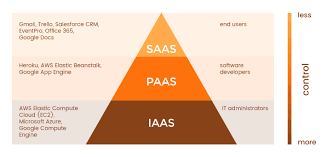 Gmail, Trello, Salesforce CRM,
EventPro, Office 365,
Google Docs
end users
less
SAAS
Heroku, AWS Elastic Beanstalk,
Google App Engine
software
developers
PAAS
control
AWS Elastic Compute
Cloud (EC2),
Microsoft Azure,
Google Compute
Engine
IT administrators
IAAS
more